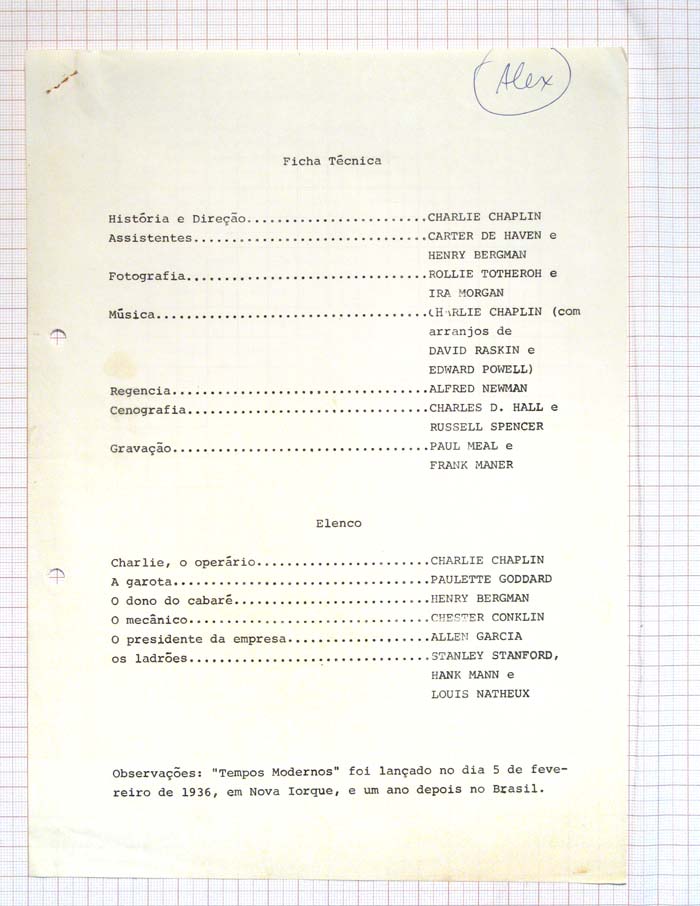 Alex
Ficha Técnica
História e Direção........................CHARLIE CHAPLIN
Assistentes...............................CARTER DE HAVEN e
HENRY BERGMAN
Fotografia................................ROLLIE TOTHEROH e
IRA MORGAN
Música....................................CHARLIE CHAPLIN (com
arranjos de
DAVID RASKIN e
EDWARD POWELL)
Regencia..................................ALFRED NEWMAN
Cenografia................................CHARLES D. HALL e
RUSSELL SPENCER
Gravação..................................PAUL MEAL e
FRANK MANER
Elenco
Charlie, o operário.......................CHARLIE CHAPLIN
A garota..................................PAULETTE GODDARD
O dono do cabaré..........................HENRY BERGMAN
O mecânico................................CHESTER CONKLIN
O presidente da empresa...................ALLEN GARCIA
os ladrões................................STANLEY STANFORD,
HANK MANN e
LOUIS NATHEUX
Observações: "Tempos Modernos" foi lançado no dia 5 de feve-
reiro de 1936, em Nova Iorque, e um ano depois no Brasil.